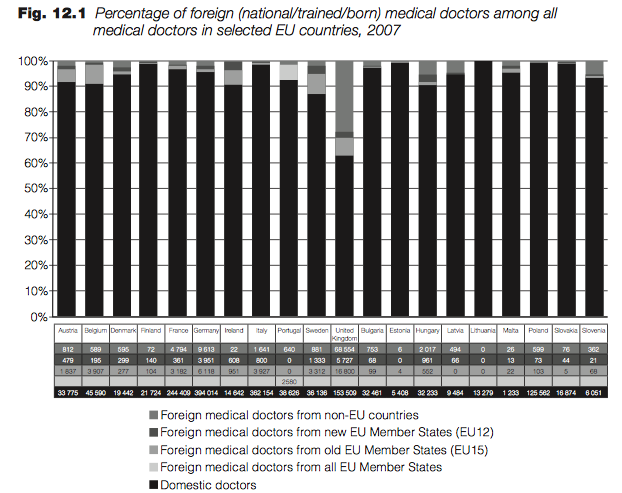 Fig. 12.1 Percentage of foreign (national/trained/born) medical doctors among all
medical doctors in selected EU countries, 2007
100%
90%
80%
70%
60%
50%
40%
30%
20%
10%
0%
Austria Belgium Denmark Finland France Germany Ireland Italy Portugal Sweden United Kingdom Bulgaria Estonia Hungary Latvia Lithuania Malta Poland Slovakia Slovenia
812 589 595 72 4 794 9 613 22 1 641 640 881 68 554 753 6 2 017 494 0 26 599 76 362
479 195 299 140 361 3 951 608 800 0 1 333 5 727 68 0 961 66 0 13 73 44 21
1 837 3 907 277 104 3 192 6 118 951 3 927 0 3 312 16 800 99 4 552 0 0 22 103 5 68
2580
33 775 45 590 19 442 21 724 244 409 394 014 14 642 382 154 38 626 38 136 153 509 32 461 5 408 32 233 9 484 13 279 1 233 125 562 16 874 6 051
Foreign medical doctors from non-EU countries
Foreign medical doctors from new EU Member States (EU12)
Foreign medical doctors from old EU Member States (EU15)
Foreign medical doctors from all EU Member States
Domestic doctors